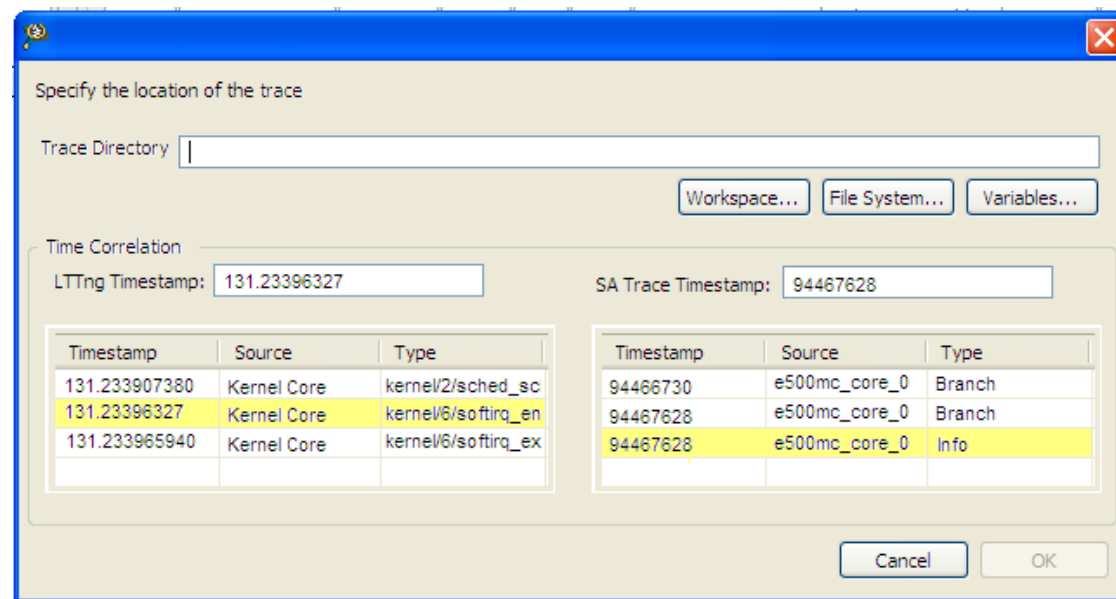 Specify the location of the trace
Trace Directory
Workspace... File System... Variables...
Time Correlation
LTTng Timestamp: 131.23396327 SA Trace Timestamp: 94467628
Timestamp Source Type Timestamp Source Type
131.233907380 Kernel Core kernel/2/sched_sc 94466730 e500mc_core_0 Branch
131.23396327 Kernel Core kernel/6/softirq_en 94467628 e500mc_core_0 Branch
131.233965940 Kernel Core kernel/6/softirq_ex 94467628 e500mc_core_0 Info
Cancel OK